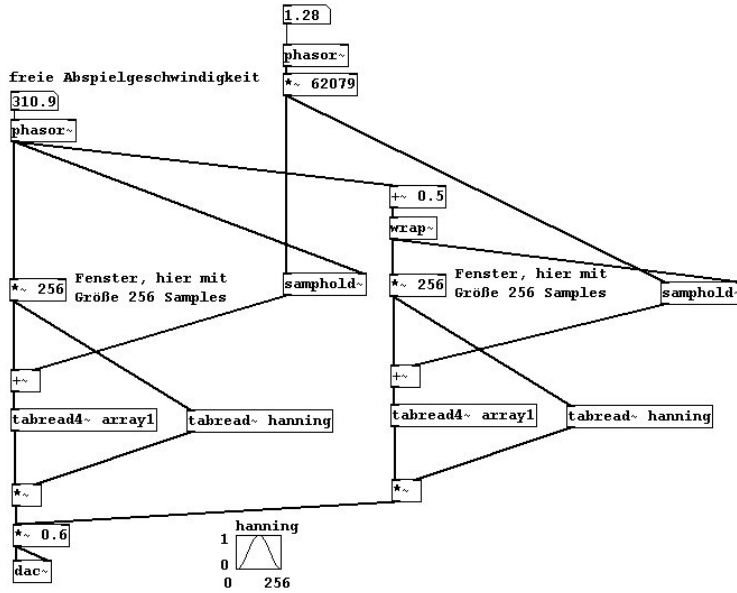 1.28
phasor~
*~ 62079
freie Abspielgeschwindigkeit
310.9
phasor~
+~ 0.5
wrap~
*~ 256
Fenster, hier mit
Größe 256 Samples
samphold~
*~ 256
Fenster, hier mit
Größe 256 Samples
samphold~
+~
+~
tabread4~ array1
tabread~ hanning
tabread4~ array1
tabread~ hanning
*~
*~
*~ 0.6
hanning
1
0
0 256
dac~